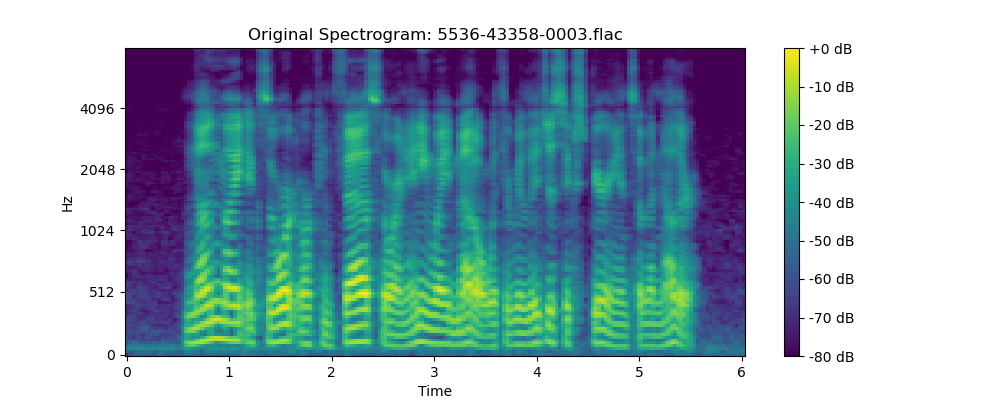 Original Spectrogram: 5536-43358-0003.flac
Hz
4096
2048
1024
512
0
0 1 2 3 4 5 6
Time
+0 dB
-10 dB
-20 dB
-30 dB
-40 dB
-50 dB
-60 dB
-70 dB
-80 dB